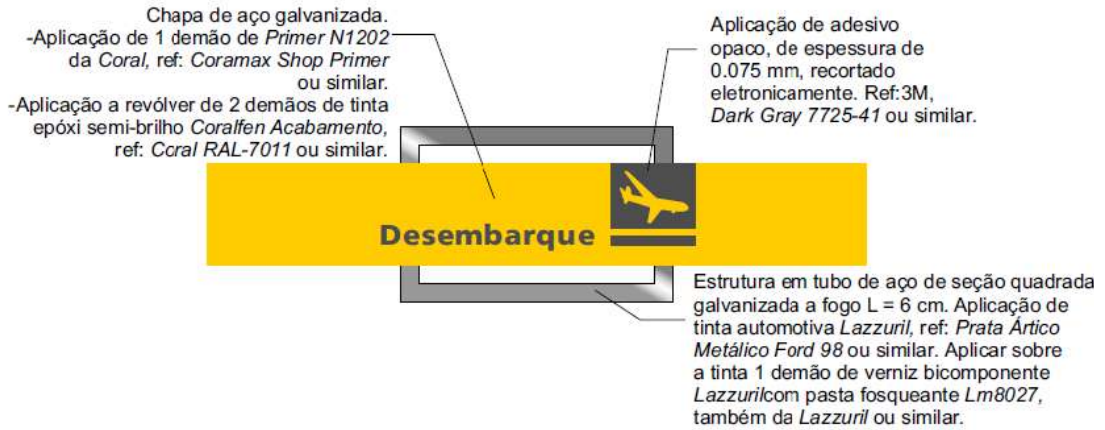 Chapa de aço galvanizada.
-Aplicação de 1 demão de Primer N1202
da Coral, ref: Coramax Shop Primer
ou similar.
-Aplicação a revólver de 2 demãos de tinta
epóxi semi-brilho Coralfen Acabamento,
ref: Coral RAL-7011 ou similar.
Aplicação de adesivo
opaco, de espessura de
0.075 mm, recortado
eletronicamente. Ref:3M,
Dark Gray 7725-41 ou similar.
Desembarque
Estrutura em tubo de aço de seção quadrada
galvanizada a fogo L = 6 cm. Aplicação de
tinta automotiva Lazzuril, ref: Prata Ártico
Metálico Ford 98 ou similar. Aplicar sobre
a tinta 1 demão de verniz bicomponente
Lazzurilcom pasta fosqueante Lm8027,
também da Lazzuril ou similar.